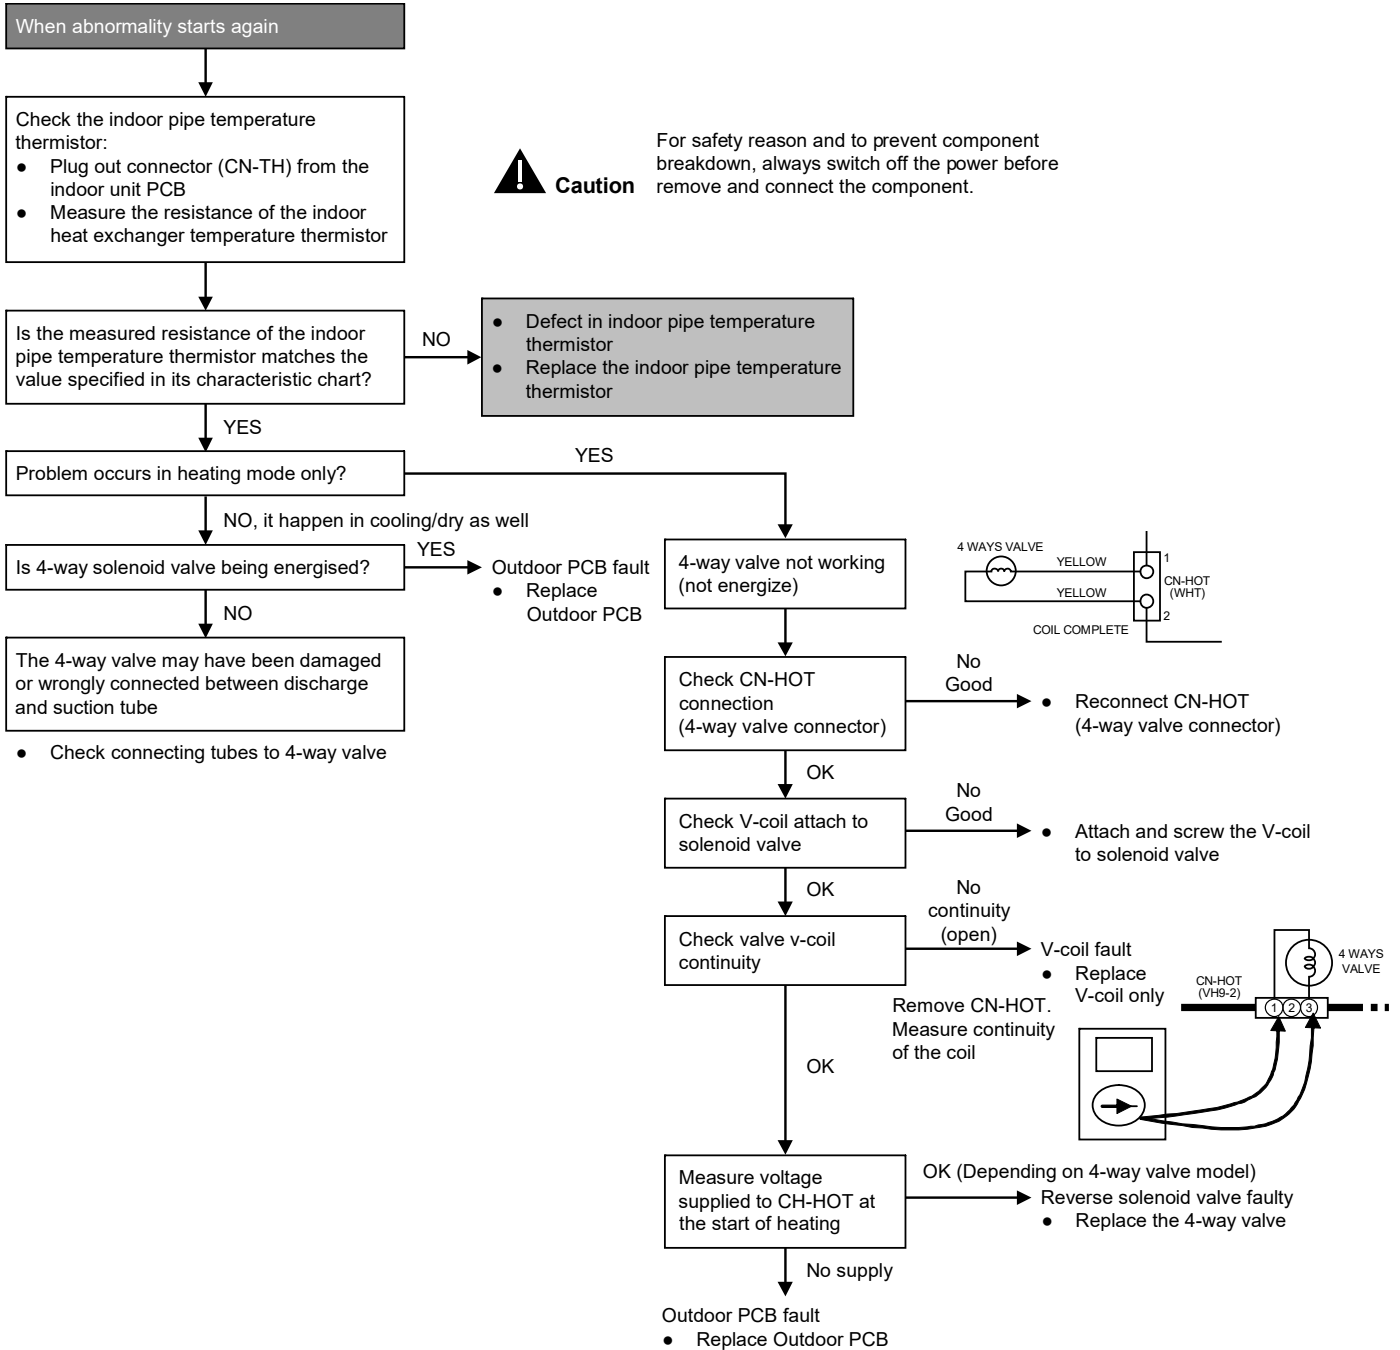 When abnormality starts again
Check the indoor pipe temperature
thermistor:
● Plug out connector (CN-TH) from the
indoor unit PCB
● Measure the resistance of the indoor
heat exchanger temperature thermistor
Caution
For safety reason and to prevent component
breakdown, always switch off the power before
remove and connect the component.
Is the measured resistance of the indoor
pipe temperature thermistor matches the
value specified in its characteristic chart?
NO
● Defect in indoor pipe temperature
thermistor
● Replace the indoor pipe temperature
thermistor
YES
Problem occurs in heating mode only?
YES
NO, it happen in cooling/dry as well
Is 4-way solenoid valve being energised?
YES
Outdoor PCB fault
● Replace
Outdoor PCB
NO
The 4-way valve may have been damaged
or wrongly connected between discharge
and suction tube
● Check connecting tubes to 4-way valve
4-way valve not working
(not energize)
4 WAYS VALVE
YELLOW
YELLOW
1
CN-HOT
(WHT)
2
COIL COMPLETE
Check CN-HOT
connection
(4-way valve connector)
No
Good
● Reconnect CN-HOT
(4-way valve connector)
OK
Check V-coil attach to
solenoid valve
No
Good
● Attach and screw the V-coil
to solenoid valve
OK
Check valve v-coil
continuity
No
continuity
(open)
V-coil fault
● Replace
V-coil only
Remove CN-HOT.
Measure continuity
of the coil
CN-HOT
(VH9-2)
4 WAYS
VALVE
1 2 3
OK
Measure voltage
supplied to CH-HOT at
the start of heating
OK (Depending on 4-way valve model)
Reverse solenoid valve faulty
● Replace the 4-way valve
No supply
Outdoor PCB fault
● Replace Outdoor PCB